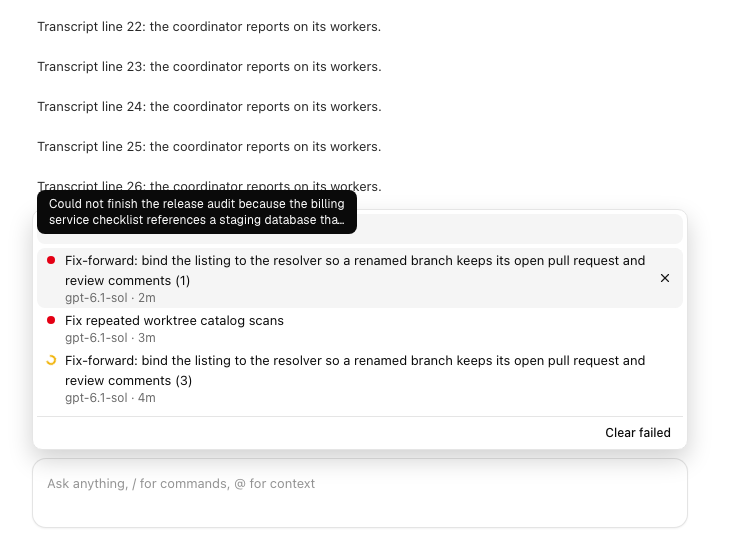 Transcript line 22: the coordinator reports on its workers.
Transcript line 23: the coordinator reports on its workers.
Transcript line 24: the coordinator reports on its workers.
Transcript line 25: the coordinator reports on its workers.
Transcript line 26: the coordinator reports on its workers.
Could not finish the release audit because the billing
service checklist references a staging database tha…
Fix-forward: bind the listing to the resolver so a renamed branch keeps its open pull request and
review comments (1)
gpt-6.1-sol · 2m
Fix repeated worktree catalog scans
gpt-6.1-sol · 3m
Fix-forward: bind the listing to the resolver so a renamed branch keeps its open pull request and
review comments (3)
gpt-6.1-sol · 4m
Clear failed
Ask anything, / for commands, @ for context